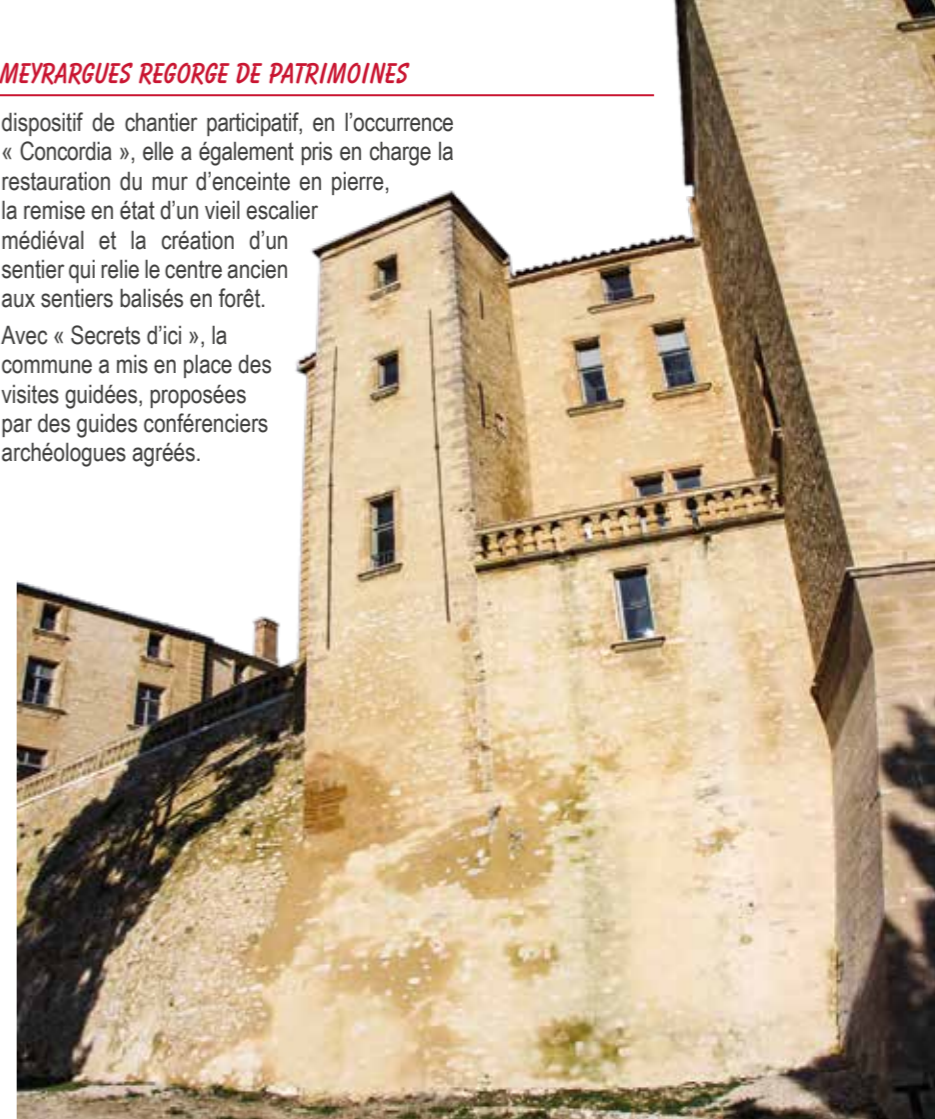 MEYRARGUES REGORGE DE PATRIMOINES
dispositif de chantier participatif, en l’occurrence
« Concordia », elle a également pris en charge la
restauration du mur d’enceinte en pierre,
la remise en état d’un vieil escalier
médiéval et la création d’un
sentier qui relie le centre ancien
aux sentiers balisés en forêt.
Avec « Secrets d’ici », la
commune a mis en place des
visites guidées, proposées
par des guides conférenciers
archéologues agréés.